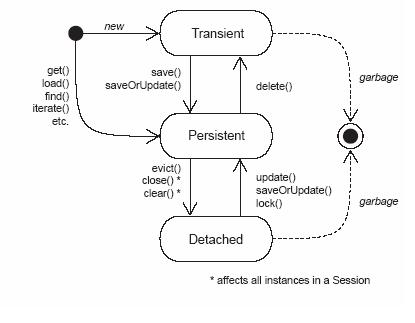 new
Transient
get()
load()
find()
iterate()
etc.
save()
saveOrUpdate()
delete()
garbage
Persistent
evict()
close() *
clear() *
update()
saveOrUpdate()
lock()
garbage
Detached
* affects all instances in a Session